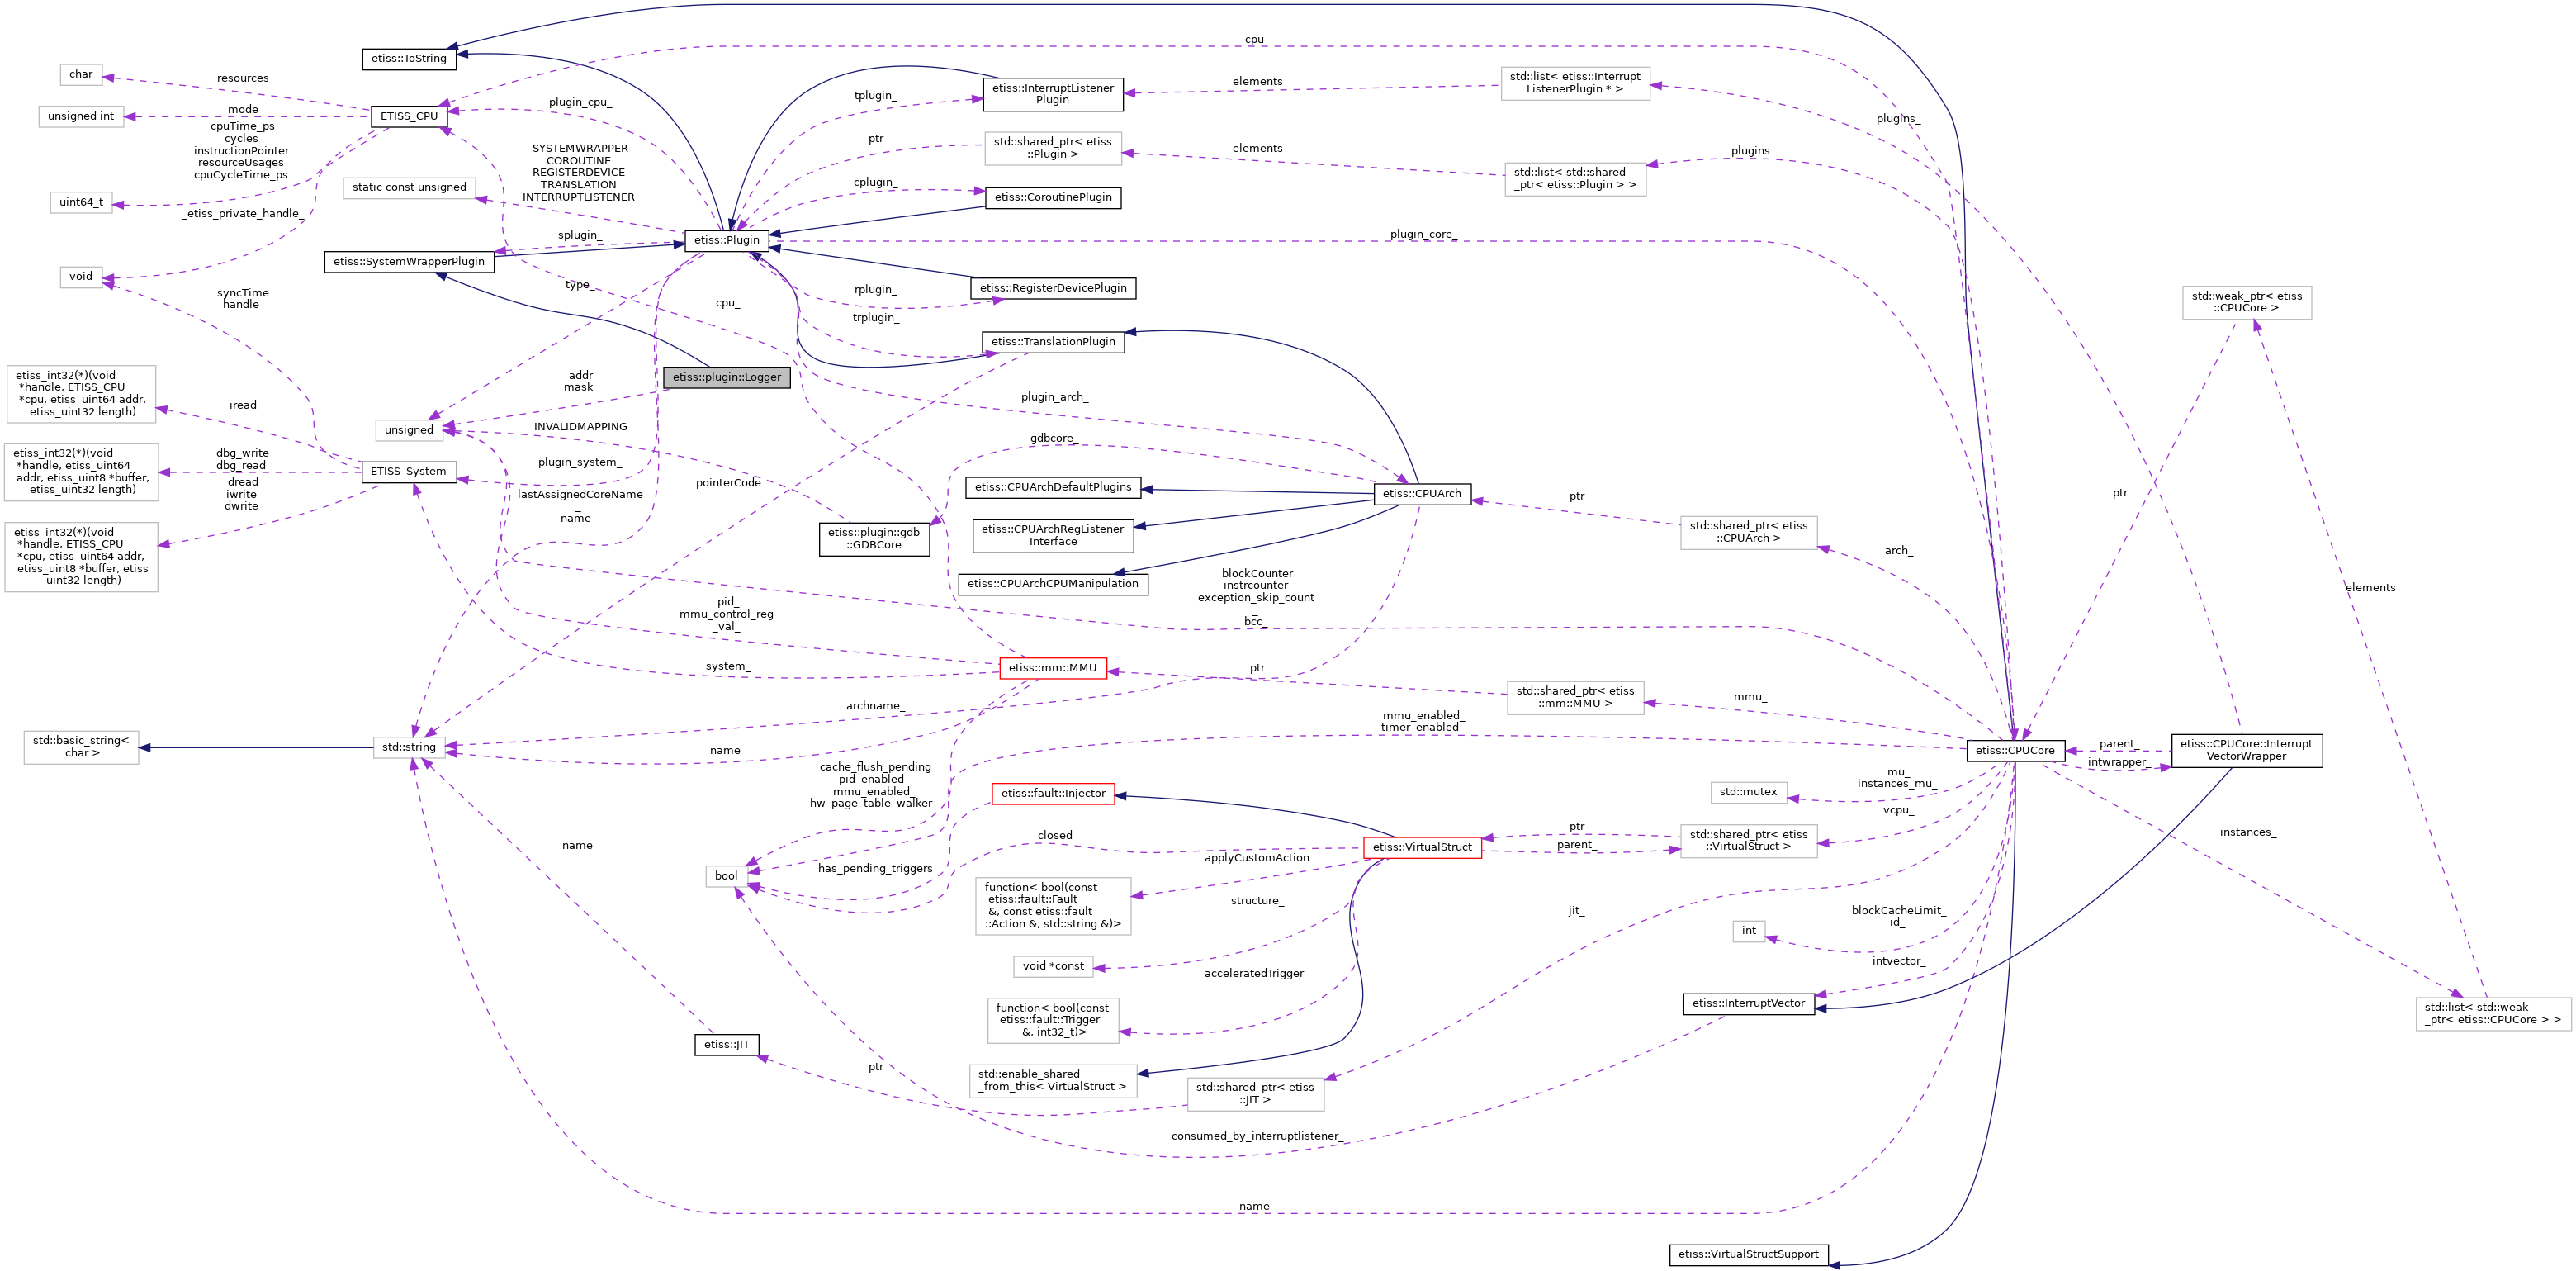 cpu_
etiss::ToString
char
resources
std::list< etiss::Interrupt
ListenerPlugin * >
elements
etiss::InterruptListener
Plugin
tplugin_
plugin_cpu_
mode
unsigned int
ETISS_CPU
plugins_
cpuTime_ps
cycles
instructionPointer
resourceUsages
cpuCycleTime_ps
ptr
std::shared_ptr< etiss
::Plugin >
elements
plugins
SYSTEMWRAPPER
COROUTINE
REGISTERDEVICE
TRANSLATION
INTERRUPTLISTENER
std::list< std::shared
_ptr< etiss::Plugin > >
static const unsigned
cplugin_
etiss::CoroutinePlugin
uint64_t
_etiss_private_handle_
splugin_
etiss::Plugin
plugin_core_
etiss::SystemWrapperPlugin
void
syncTime
handle
type_
cpu_
rplugin_
etiss::RegisterDevicePlugin
std::weak_ptr< etiss
::CPUCore >
trplugin_
etiss::TranslationPlugin
etiss_int32(*)(void
*handle, ETISS_CPU
*cpu, etiss_uint64 addr,
etiss_uint32 length)
iread
addr
mask
etiss::plugin::Logger
plugin_arch_
unsigned
INVALIDMAPPING
gdbcore_
etiss_int32(*)(void
*handle, etiss_uint64
addr, etiss_uint8 *buffer,
etiss_uint32 length)
dbg_write
dbg_read
dread
iwrite
dwrite
ETISS_System
plugin_system_
lastAssignedCoreName
_
name_
pointerCode
etiss::CPUArchDefaultPlugins
etiss::CPUArch
ptr
ptr
etiss_int32(*)(void
*handle, ETISS_CPU
*cpu, etiss_uint64 addr,
etiss_uint8 *buffer, etiss
_uint32 length)
etiss::plugin::gdb
::GDBCore
etiss::CPUArchRegListener
Interface
std::shared_ptr< etiss
::CPUArch >
arch_
etiss::CPUArchCPUManipulation
blockCounter
instrcounter
exception_skip_count
_
bcc_
elements
pid_
mmu_control_reg
_val_
system_
etiss::mm::MMU
ptr
std::shared_ptr< etiss
::mm::MMU >
mmu_
archname_
mmu_enabled_
timer_enabled_
std::basic_string<
char >
std::string
name_
etiss::CPUCore
parent_
intwrapper_
etiss::CPUCore::Interrupt
VectorWrapper
cache_flush_pending
pid_enabled_
mmu_enabled_
hw_page_table_walker_
etiss::fault::Injector
std::mutex
mu_
instances_mu_
vcpu_
name_
closed
etiss::VirtualStruct
ptr
parent_
std::shared_ptr< etiss
::VirtualStruct >
instances_
bool
has_pending_triggers
applyCustomAction
function< bool(const
etiss::fault::Fault
&, const etiss::fault
::Action &, std::string &)>
structure_
jit_
int
blockCacheLimit_
id_
void *const
acceleratedTrigger_
intvector_
etiss::InterruptVector
function< bool(const
etiss::fault::Trigger
&, int32_t)>
std::list< std::weak
_ptr< etiss::CPUCore > >
etiss::JIT
ptr
std::enable_shared
_from_this< VirtualStruct >
std::shared_ptr< etiss
::JIT >
consumed_by_interruptlistener_
name_
etiss::VirtualStructSupport